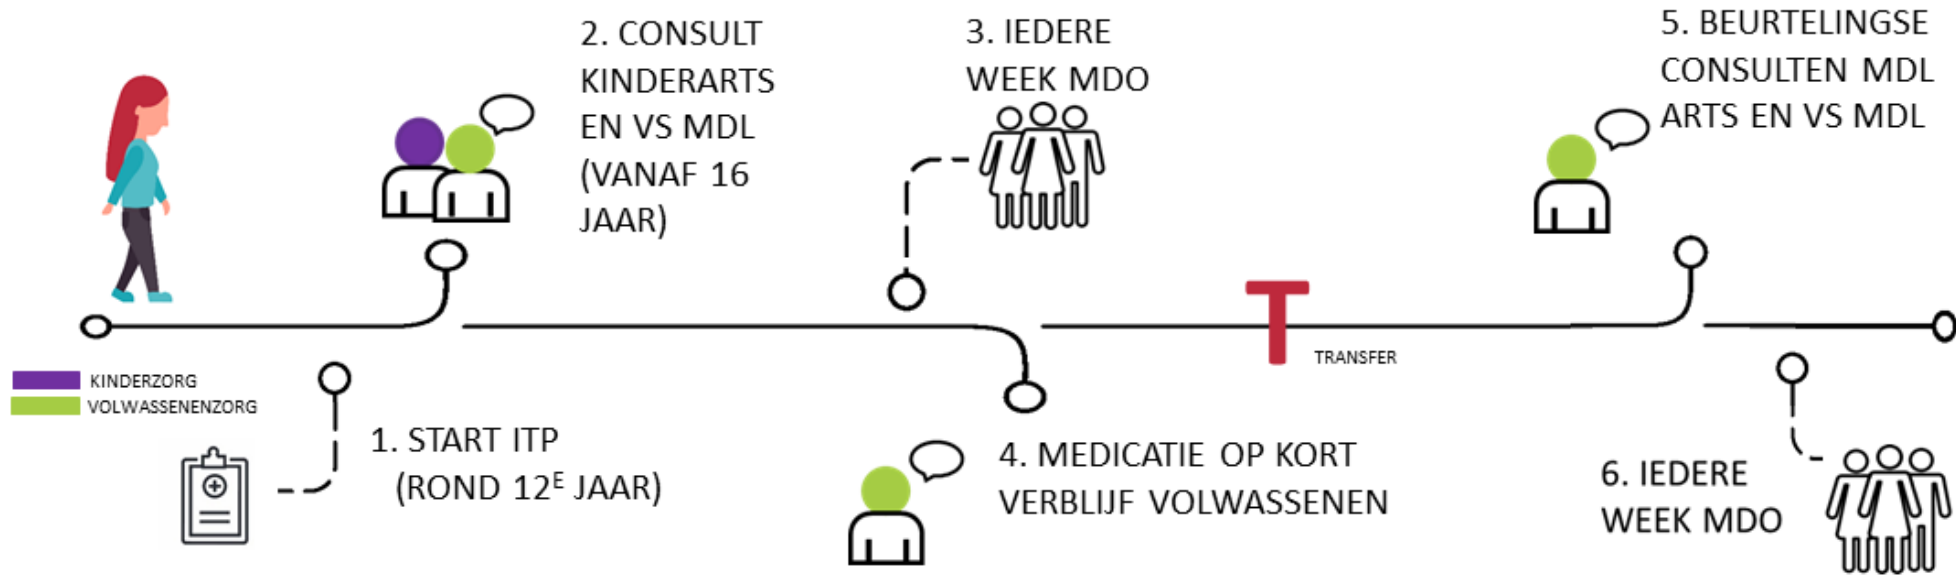 2. CONSULT
KINDERARTS
EN VS MDL
(VANAF 16
JAAR)
3. IEDERE
WEEK MDO
5. BEURTELINGSE
CONSULTEN MDL
ARTS EN VS MDL
TRANSFER
KINDERZORG
VOLWASSENENZORG
1. START ITP
(ROND 12ᴱ JAAR)
4. MEDICATIE OP KORT
VERBLIJF VOLWASSENEN
6. IEDERE
WEEK MDO